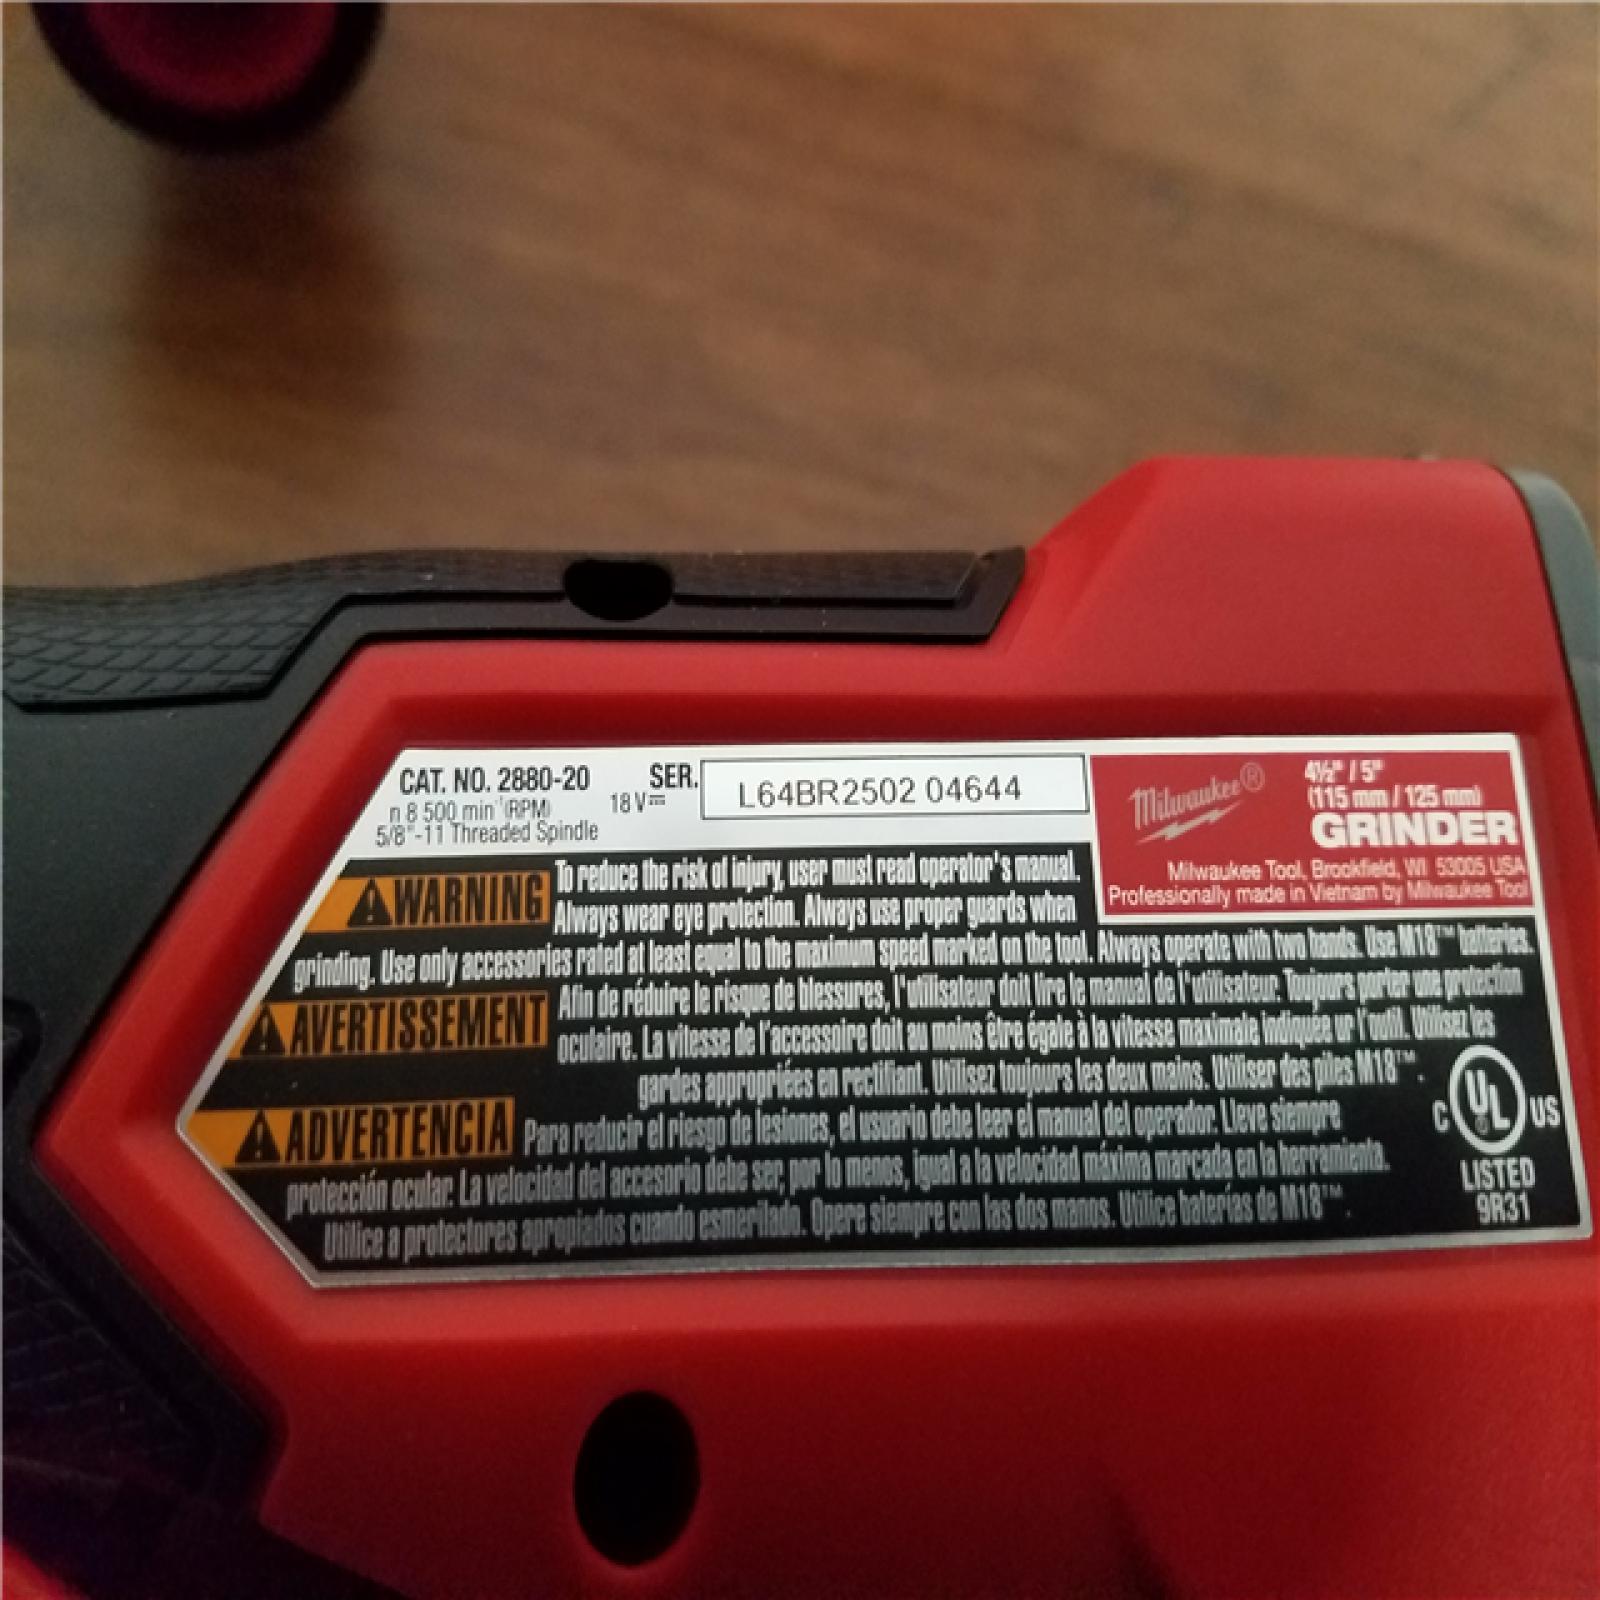 CAT. NO. 2880-20 SER. L64BR2502 04644
n 8 500 min⁻¹(RPM) 18 V⎓
5/8"-11 Threaded Spindle
Milwaukee®
4½" / 5"
(115 mm / 125 mm)
GRINDER
Milwaukee Tool, Brookfield, WI 53005 USA
Professionally made in Vietnam by Milwaukee Tool
WARNING To reduce the risk of injury, user must read operator's manual.
Always wear eye protection. Always use proper guards when
grinding. Use only accessories rated at least equal to the maximum speed marked on the tool. Always operate with two hands. Use M18™ batteries.
AVERTISSEMENT Afin de réduire le risque de blessures, l'utilisateur doit lire le manuel de l'utilisateur. Toujours porter une protection
oculaire. La vitesse de l'accessoire doit au moins être égale à la vitesse maximale indiquée sur l'outil. Utilisez les
gardes appropriées en rectifiant. Utilisez toujours les deux mains. Utiliser des piles M18™.
ADVERTENCIA Para reducir el riesgo de lesiones, el usuario debe leer el manual del operador. Lleve siempre
protección ocular. La velocidad del accesorio debe ser, por lo menos, igual a la velocidad máxima marcada en la herramienta.
Utilice a protectores apropiados cuando esmerilado. Opere siempre con las dos manos. Utilice baterías de M18™.
C UL US
LISTED
9R31